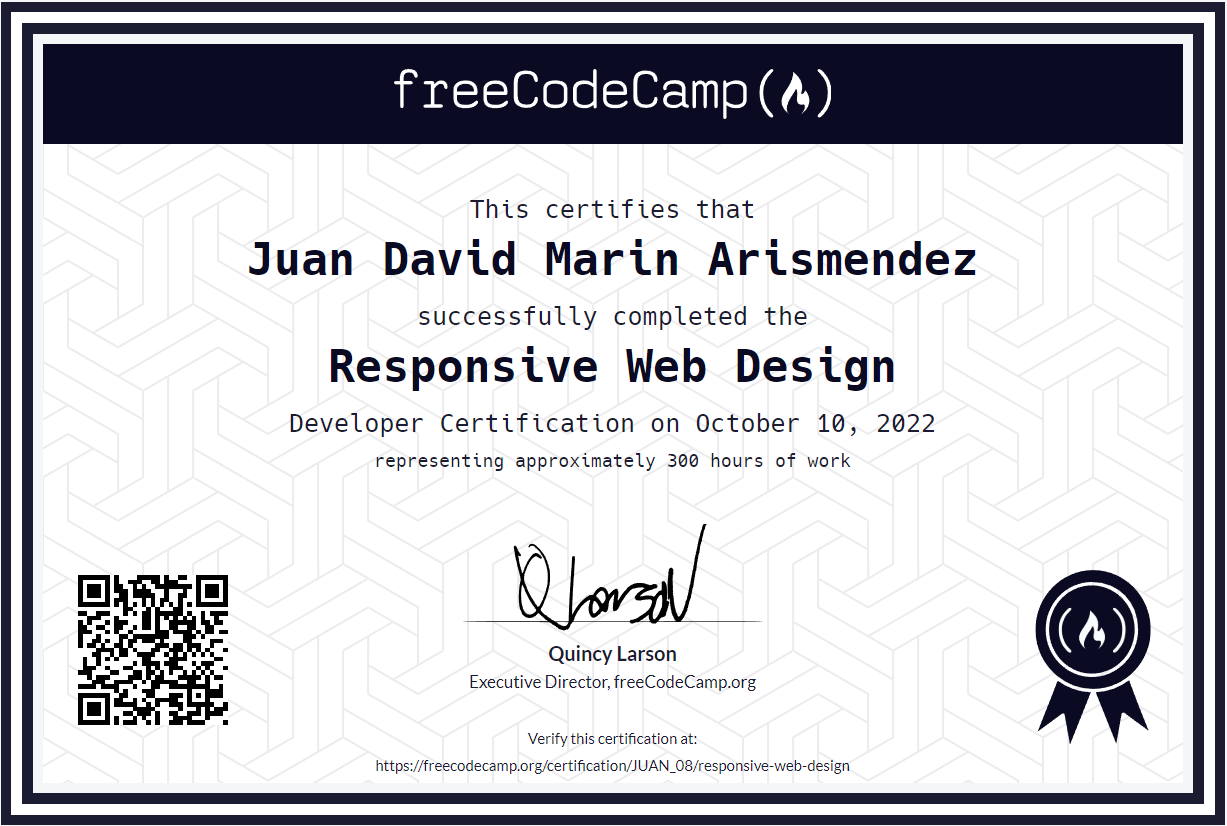 freeCodeCamp
This certifies that
Juan David Marin Arismendez
successfully completed the
Responsive Web Design
Developer Certification on October 10, 2022
representing approximately 300 hours of work
Q Larson
Quincy Larson
Executive Director, freeCodeCamp.org
Verify this certification at:
https://freecodecamp.org/certification/JUAN_08/responsive-web-design